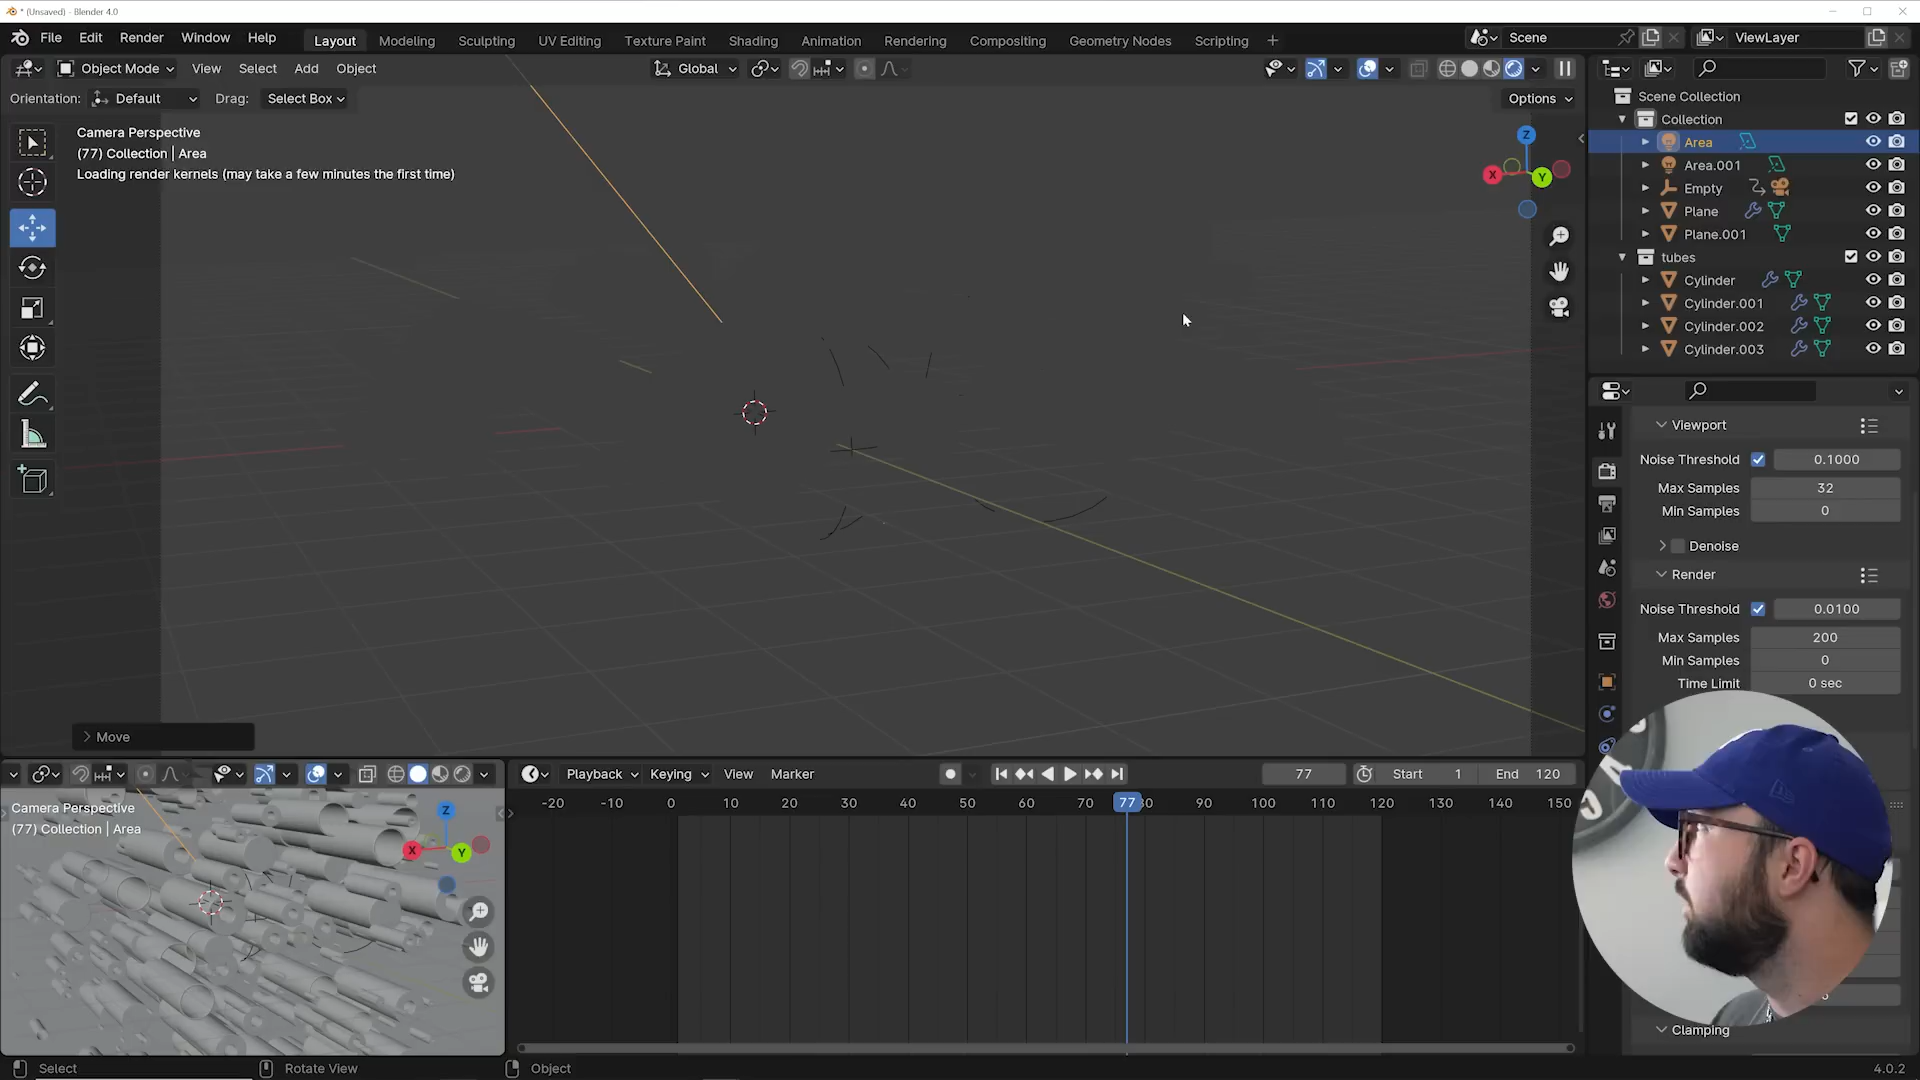 * (Unsaved) - Blender 4.0
File Edit Render Window Help
Layout Modeling Sculpting UV Editing Texture Paint Shading Animation Rendering Compositing Geometry Nodes Scripting +
Scene
ViewLayer
Object Mode View Select Add Object
Global
Orientation: Default Drag: Select Box
Options
Camera Perspective
(77) Collection | Area
Loading render kernels (may take a few minutes the first time)
Z
X
Y
Move
Scene Collection
Collection
Area
Area.001
Empty
Plane
Plane.001
tubes
Cylinder
Cylinder.001
Cylinder.002
Cylinder.003
Viewport
Noise Threshold 0.1000
Max Samples 32
Min Samples 0
Denoise
Render
Noise Threshold 0.0100
Max Samples 200
Min Samples 0
Time Limit 0 sec
Clamping
Camera Perspective
(77) Collection | Area
Z
X
Y
Playback Keying View Marker
77 Start 1 End 120
-20 -10 0 10 20 30 40 50 60 70 77 80 90 100 110 120 130 140 150
Select Rotate View Object
4.0.2